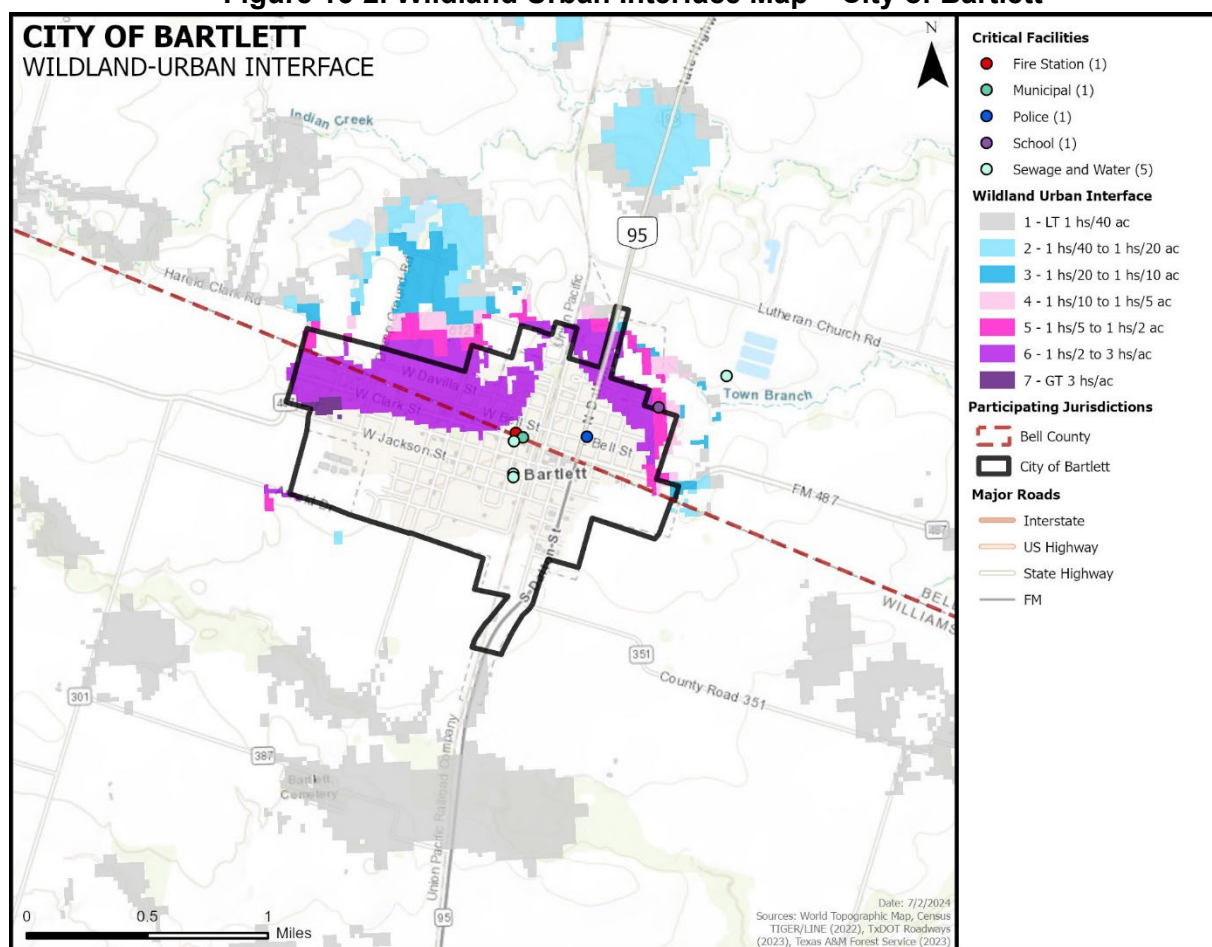 Figure 16-2. Wildland Urban Interface Map – City of Bartlett
CITY OF BARTLETT
WILDLAND-URBAN INTERFACE
N
Indian Creek
State Highway
95
Harold Clark Rd
Ground Rd
Union Pacific
Lutheran Church Rd
W Davilla St
W Clark St
W Bell St
Bell St
Town Branch
W Jackson St
Bartlett
FM 487
487
S Dalton St
BELL
WILLIAMS
351
County Road 351
301
387
Bartlett
Cemetery
Union Pacific Railroad Company
95
0 0.5 1
Miles
Date: 7/2/2024
Sources: World Topographic Map, Census
TIGER/LINE (2022), TxDOT Roadways
(2023), Texas A&M Forest Service (2023)
Critical Facilities
Fire Station (1)
Municipal (1)
Police (1)
School (1)
Sewage and Water (5)
Wildland Urban Interface
1 - LT 1 hs/40 ac
2 - 1 hs/40 to 1 hs/20 ac
3 - 1 hs/20 to 1 hs/10 ac
4 - 1 hs/10 to 1 hs/5 ac
5 - 1 hs/5 to 1 hs/2 ac
6 - 1 hs/2 to 3 hs/ac
7 - GT 3 hs/ac
Participating Jurisdictions
Bell County
City of Bartlett
Major Roads
Interstate
US Highway
State Highway
FM